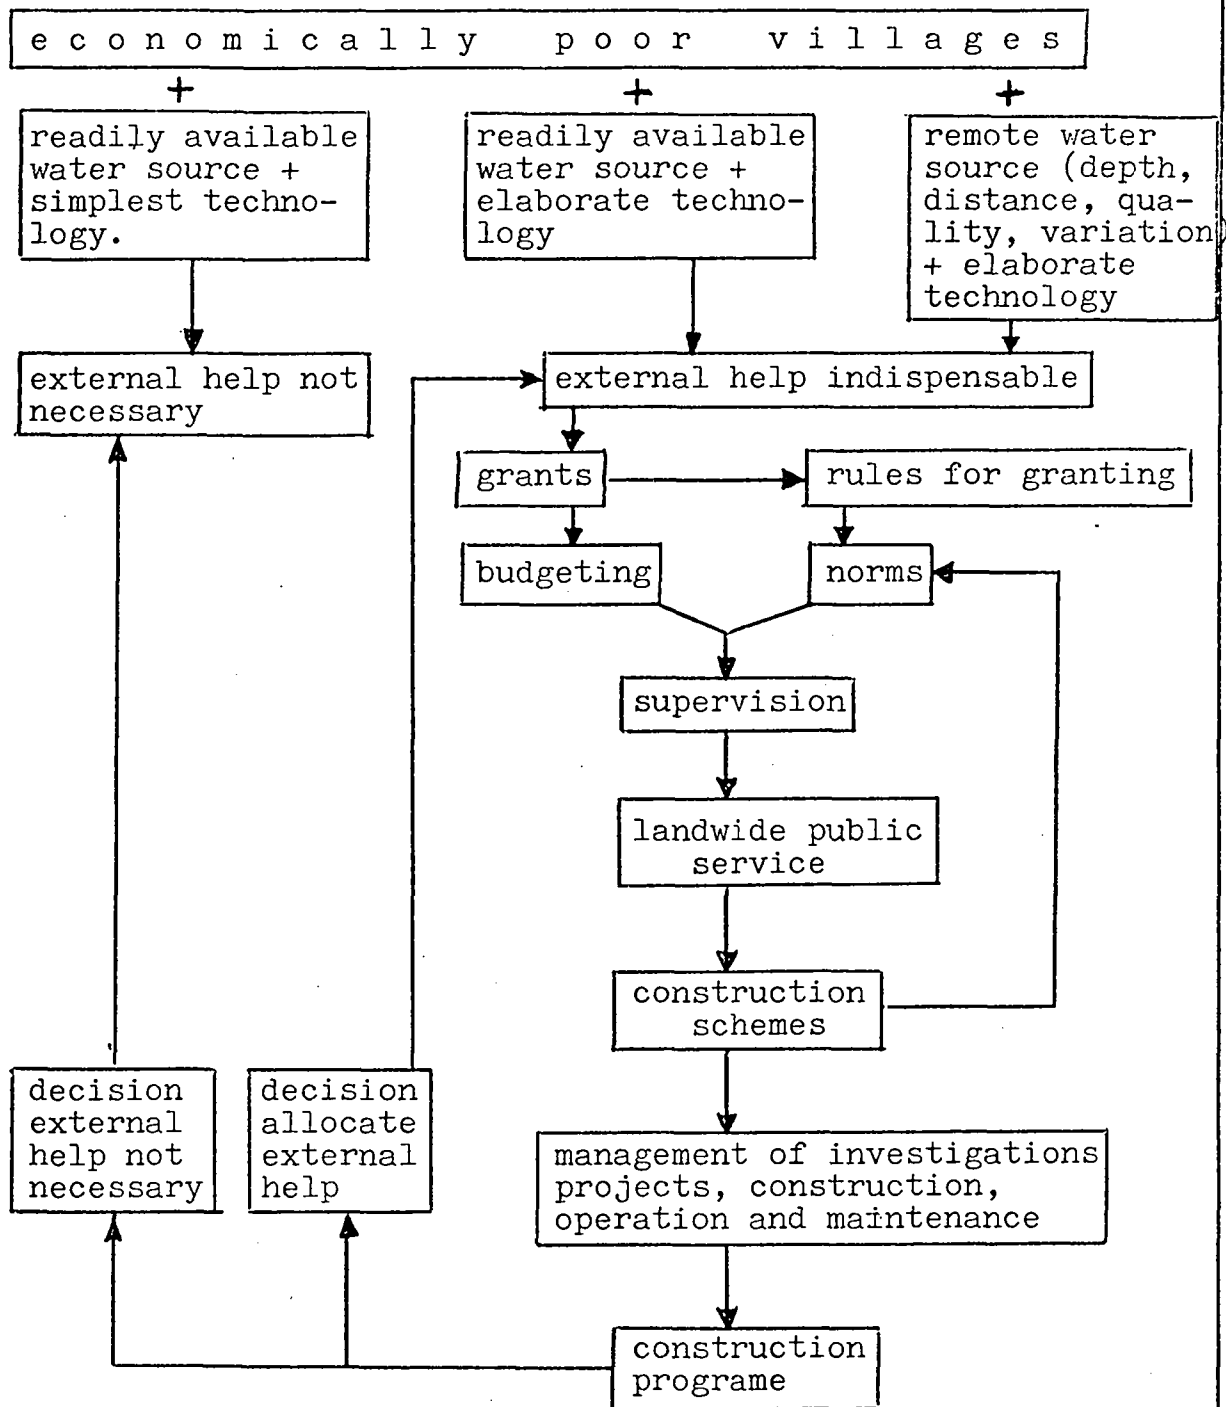 economically poor villages
+ + +
readily available
water source +
simplest techno-
logy.
readily available
water source +
elaborate techno-
logy
remote water
source (depth,
distance, qua-
lity, variation)
+ elaborate
technology
external help not
necessary
external help indispensable
grants
rules for granting
budgeting
norms
supervision
landwide public
service
construction
schemes
decision
external
help not
necessary
decision
allocate
external
help
management of investigations
projects, construction,
operation and maintenance
construction
programe